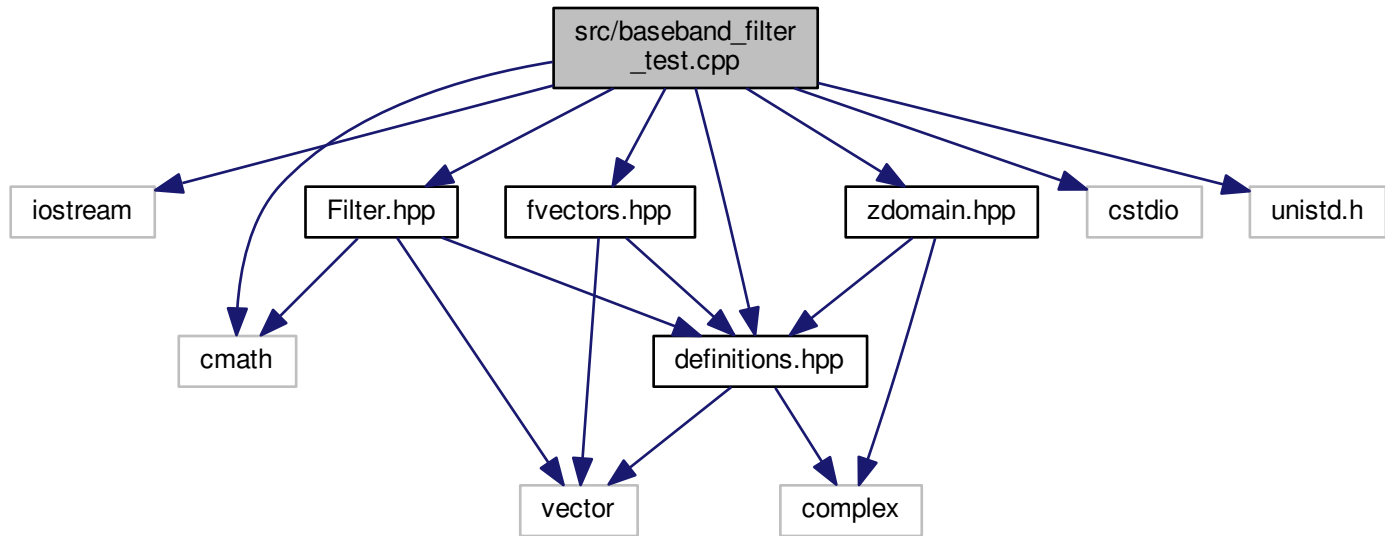 src/baseband_filter
_test.cpp
iostream
Filter.hpp
fvectors.hpp
zdomain.hpp
cstdio
unistd.h
cmath
definitions.hpp
vector
complex